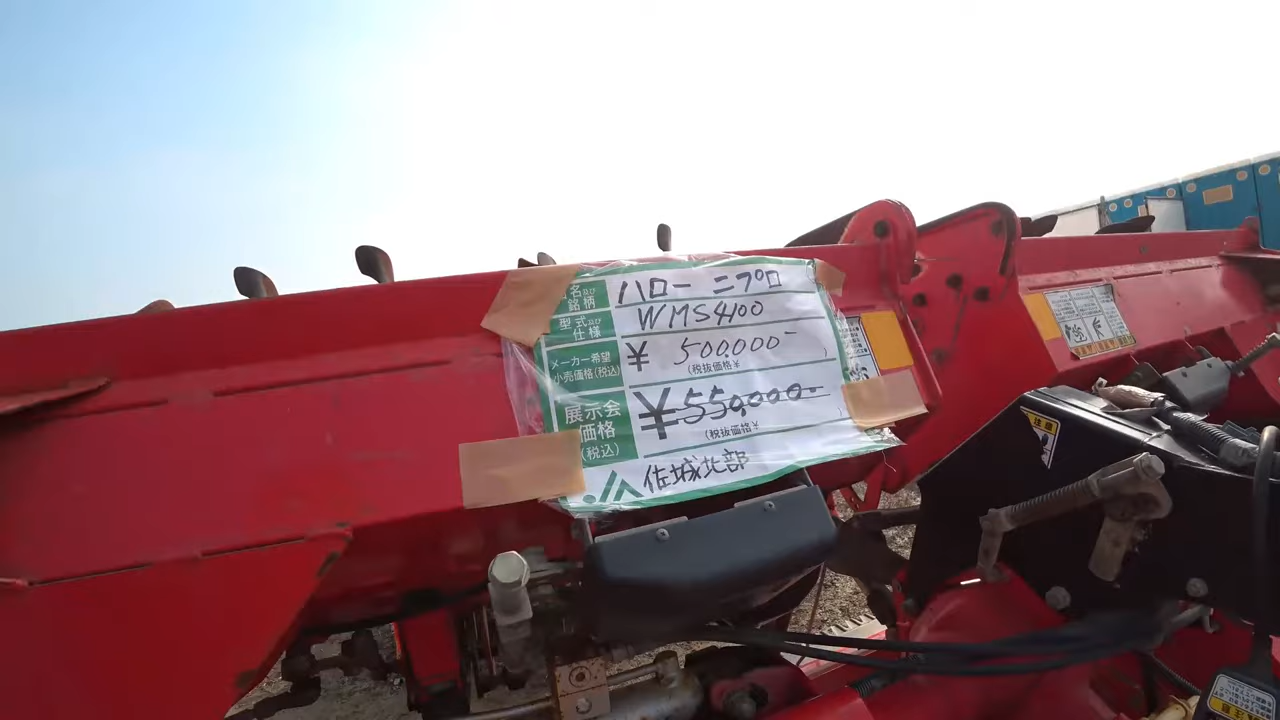 名及び銘柄 ハロー ニプロ
型式及び仕様 WMS4100
メーカー希望小売価格(税込) ¥ 500.000-
(税抜価格¥ )
展示会価格(税込) ¥550,000-
(税抜価格¥
佐城北部
注意